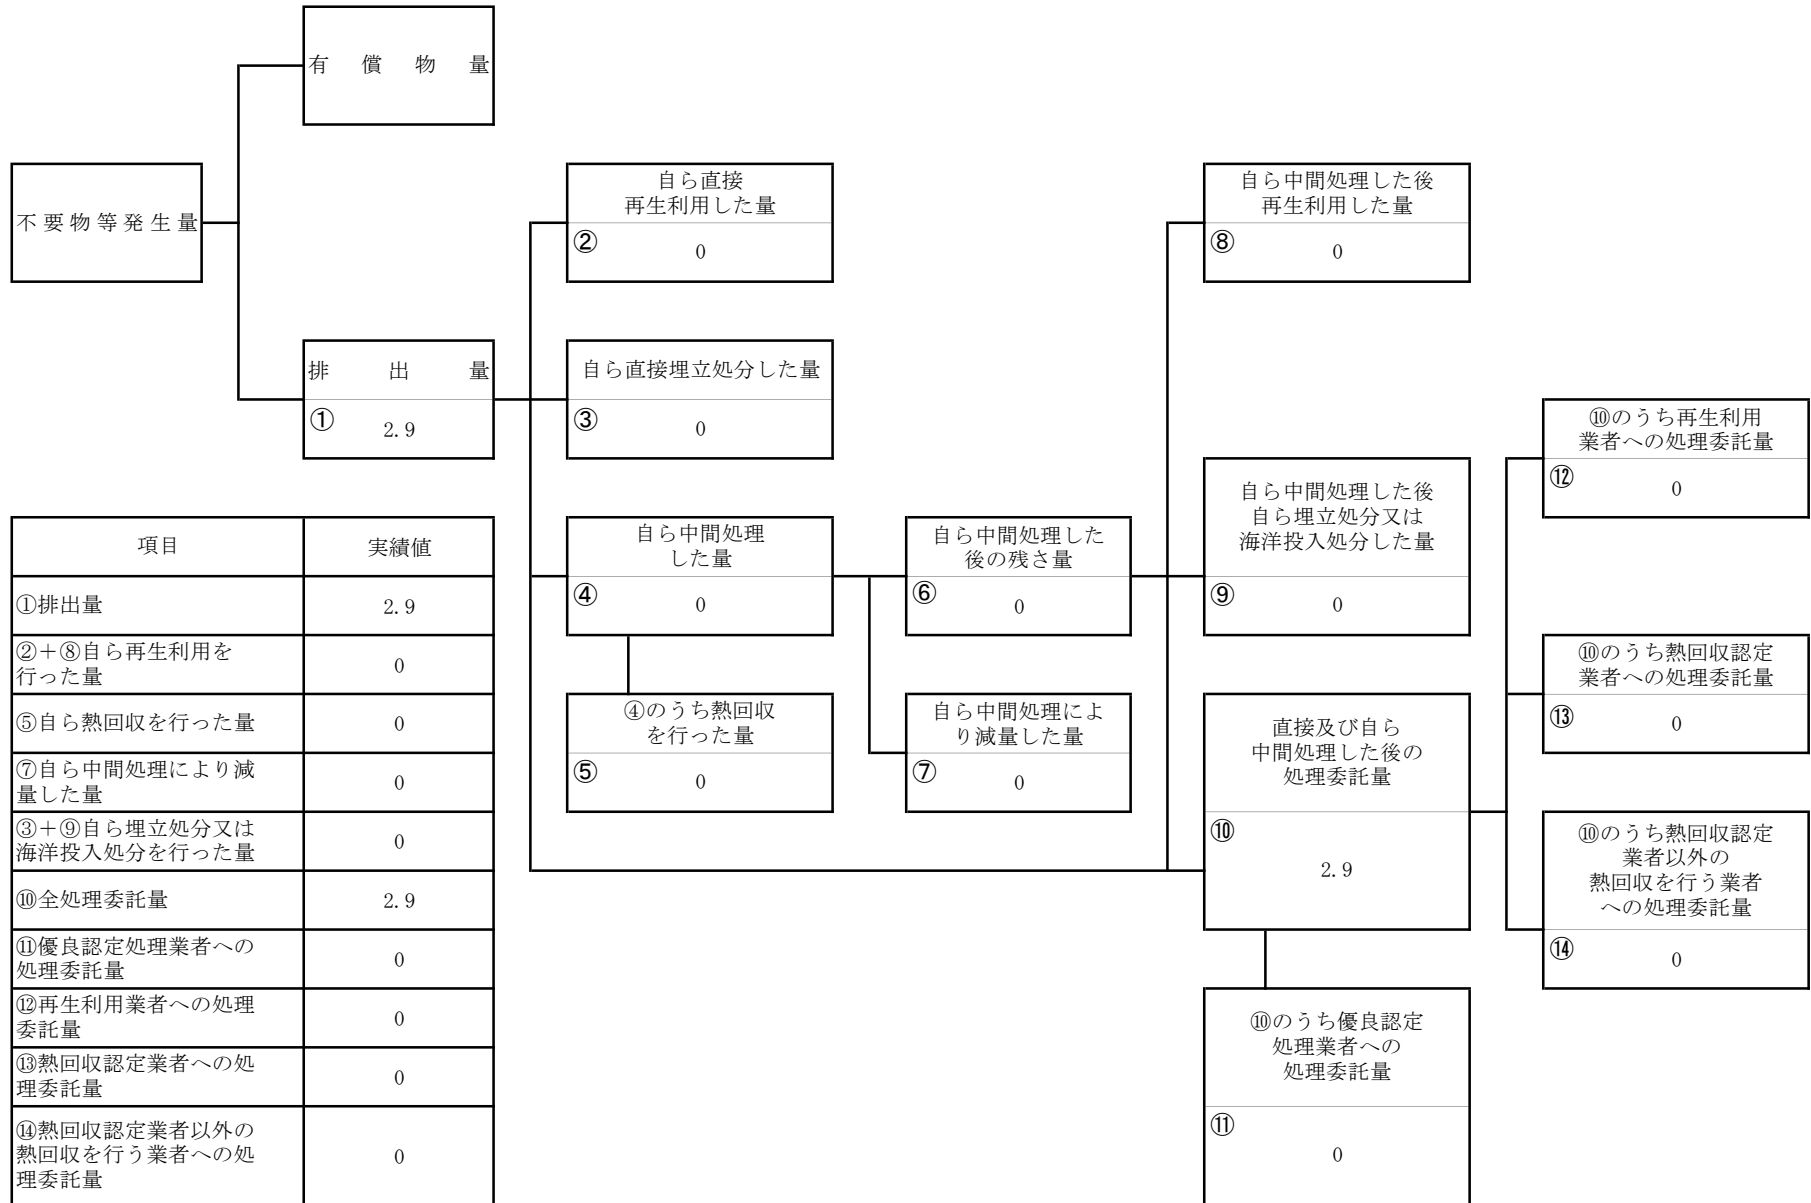 有償物量
不要物等発生量
自ら直接
再生利用した量
②
0
自ら中間処理した後
再生利用した量
⑧
0
排出量
①
2.9
自ら直接埋立処分した量
③
0
⑩のうち再生利用
業者への処理委託量
⑫
0
自ら中間処理
した量
④
0
自ら中間処理した
後の残さ量
⑥
0
自ら中間処理した後
自ら埋立処分又は
海洋投入処分した量
⑨
0
④のうち熱回収
を行った量
⑤
0
自ら中間処理によ
り減量した量
⑦
0
直接及び自ら
中間処理した後の
処理委託量
⑩
2.9
⑩のうち熱回収認定
業者への処理委託量
⑬
0
⑩のうち熱回収認定
業者以外の
熱回収を行う業者
への処理委託量
⑭
0
⑩のうち優良認定
処理業者への
処理委託量
⑪
0
項目
実績値
①排出量
2.9
②＋⑧自ら再生利用を
行った量
0
⑤自ら熱回収を行った量
0
⑦自ら中間処理により減
量した量
0
③＋⑨自ら埋立処分又は
海洋投入処分を行った量
0
⑩全処理委託量
2.9
⑪優良認定処理業者への
処理委託量
0
⑫再生利用業者への処理
委託量
0
⑬熱回収認定業者への処
理委託量
0
⑭熱回収認定業者以外の
熱回収を行う業者への処
理委託量
0